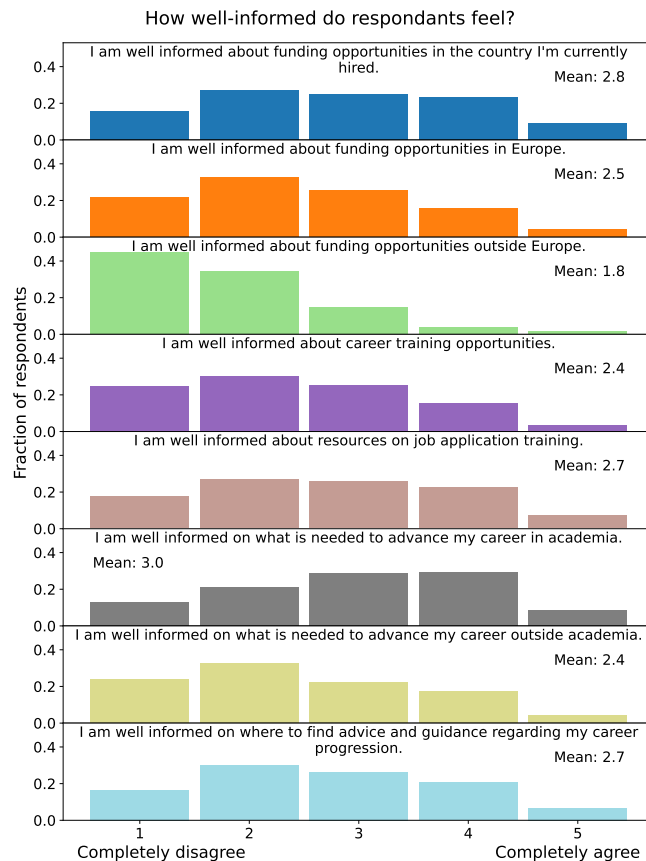 How well-informed do respondants feel?
I am well informed about funding opportunities in the country I'm currently
hired.
Mean: 2.8
0.4
0.2
0.0
I am well informed about funding opportunities in Europe.
Mean: 2.5
0.4
0.2
0.0
I am well informed about funding opportunities outside Europe.
Mean: 1.8
0.4
0.2
0.0
I am well informed about career training opportunities.
Mean: 2.4
0.4
0.2
0.0
Fraction of respondents
I am well informed about resources on job application training.
Mean: 2.7
0.4
0.2
0.0
I am well informed on what is needed to advance my career in academia.
Mean: 3.0
0.4
0.2
0.0
I am well informed on what is needed to advance my career outside academia.
Mean: 2.4
0.4
0.2
0.0
I am well informed on where to find advice and guidance regarding my career
progression.
Mean: 2.7
0.4
0.2
0.0
1 2 3 4 5
Completely disagree Completely agree